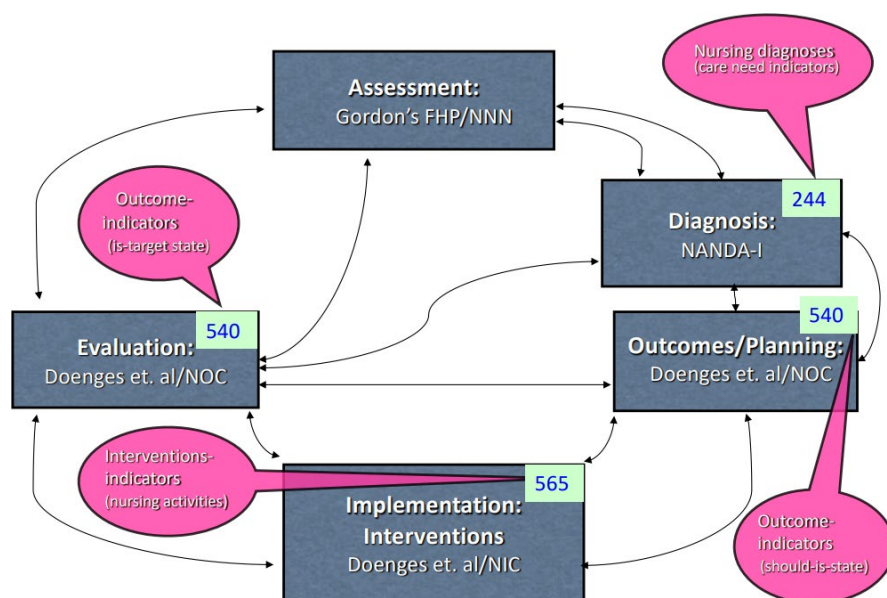 Assessment:
Gordon's FHP/NNN
Nursing diagnoses
(care need indicators)
Outcome-
indicators
(is-target state)
244
Diagnosis:
NANDA-I
540
Evaluation:
Doenges et. al/NOC
540
Outcomes/Planning:
Doenges et. al/NOC
Interventions-
indicators
(nursing activities)
565
Implementation:
Interventions
Doenges et. al/NIC
Outcome-
indicators
(should-is-state)